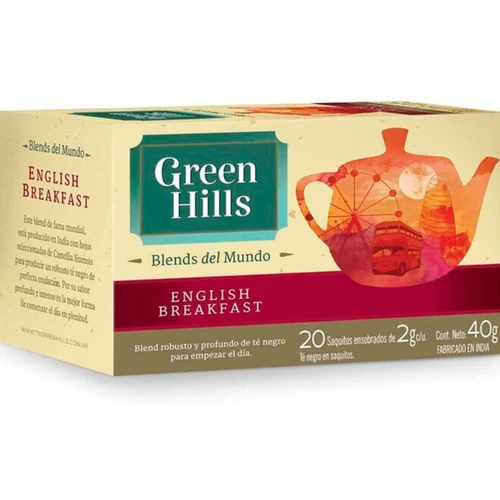 Blends del Mundo
ENGLISH
BREAKFAST
Este blend de fama mundial,
está producido en India con hojas
seleccionadas de Camellia Sinensis
para producir un robusto té negro de
perfecta oxidación. Por su sabor
profundo e intenso es la mejor forma
de comenzar el día en plenitud.
WWW.TEGREENHILLS.COM.AR
Green
Hills
Blends del Mundo
ENGLISH
BREAKFAST
Blend robusto y profundo de té negro
para empezar el día.
20 Saquitos ensobrados de 2g c/u.
Té negro en saquitos.
Cont. Neto: 40g
FABRICADO EN INDIA